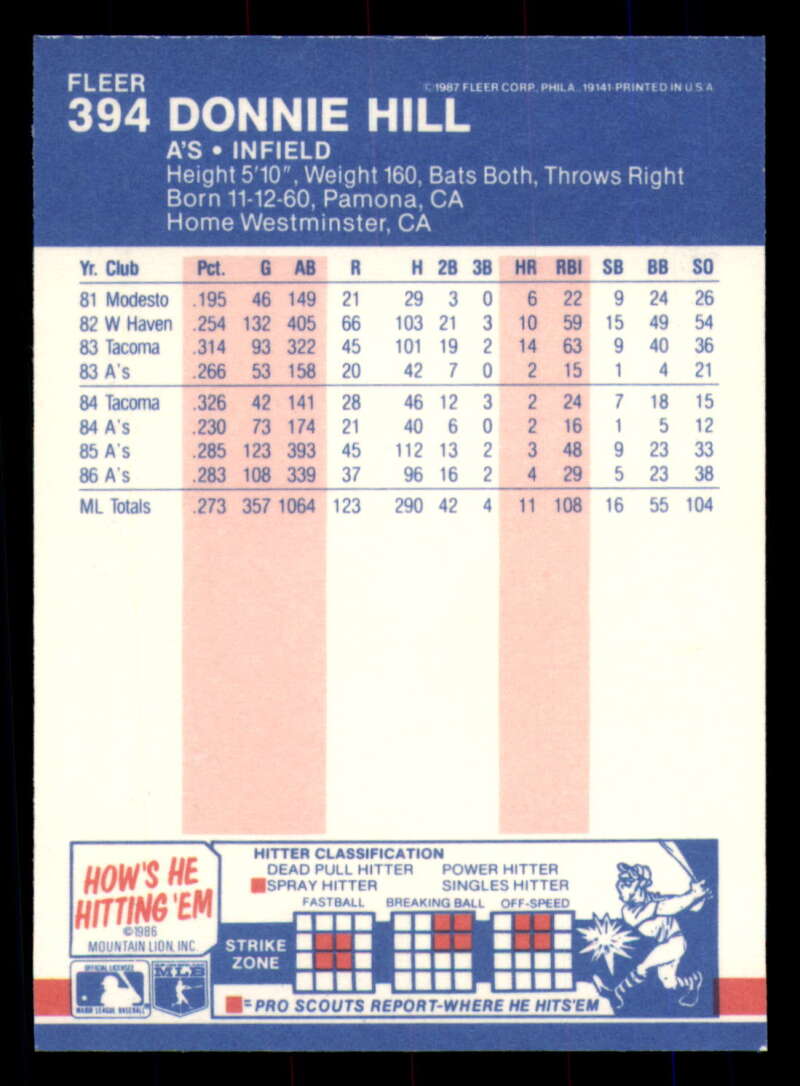 FLEER
©1987 FLEER CORP. PHILA., 19141-PRINTED IN U.S.A
394 DONNIE HILL
A'S • INFIELD
Height 5'10", Weight 160, Bats Both, Throws Right
Born 11-12-60, Pamona, CA
Home Westminster, CA
Yr. Club Pct. G AB R H 2B 3B HR RBI SB BB SO
81 Modesto .195 46 149 21 29 3 0 6 22 9 24 26
82 W Haven .254 132 405 66 103 21 3 10 59 15 49 54
83 Tacoma .314 93 322 45 101 19 2 14 63 9 40 36
83 A's .266 53 158 20 42 7 0 2 15 1 4 21
84 Tacoma .326 42 141 28 46 12 3 2 24 7 18 15
84 A's .230 73 174 21 40 6 0 2 16 1 5 12
85 A's .285 123 393 45 112 13 2 3 48 9 23 33
86 A's .283 108 339 37 96 16 2 4 29 5 23 38
ML Totals .273 357 1064 123 290 42 4 11 108 16 55 104
HOW'S HE
HITTING 'EM
©1986
MOUNTAIN LION, INC.
HITTER CLASSIFICATION
DEAD PULL HITTER POWER HITTER
SPRAY HITTER SINGLES HITTER
FASTBALL BREAKING BALL OFF-SPEED
STRIKE
ZONE
=PRO SCOUTS REPORT-WHERE HE HITS'EM
OFFICIAL LICENSEE
MAJOR LEAGUE BASEBALL
MLB